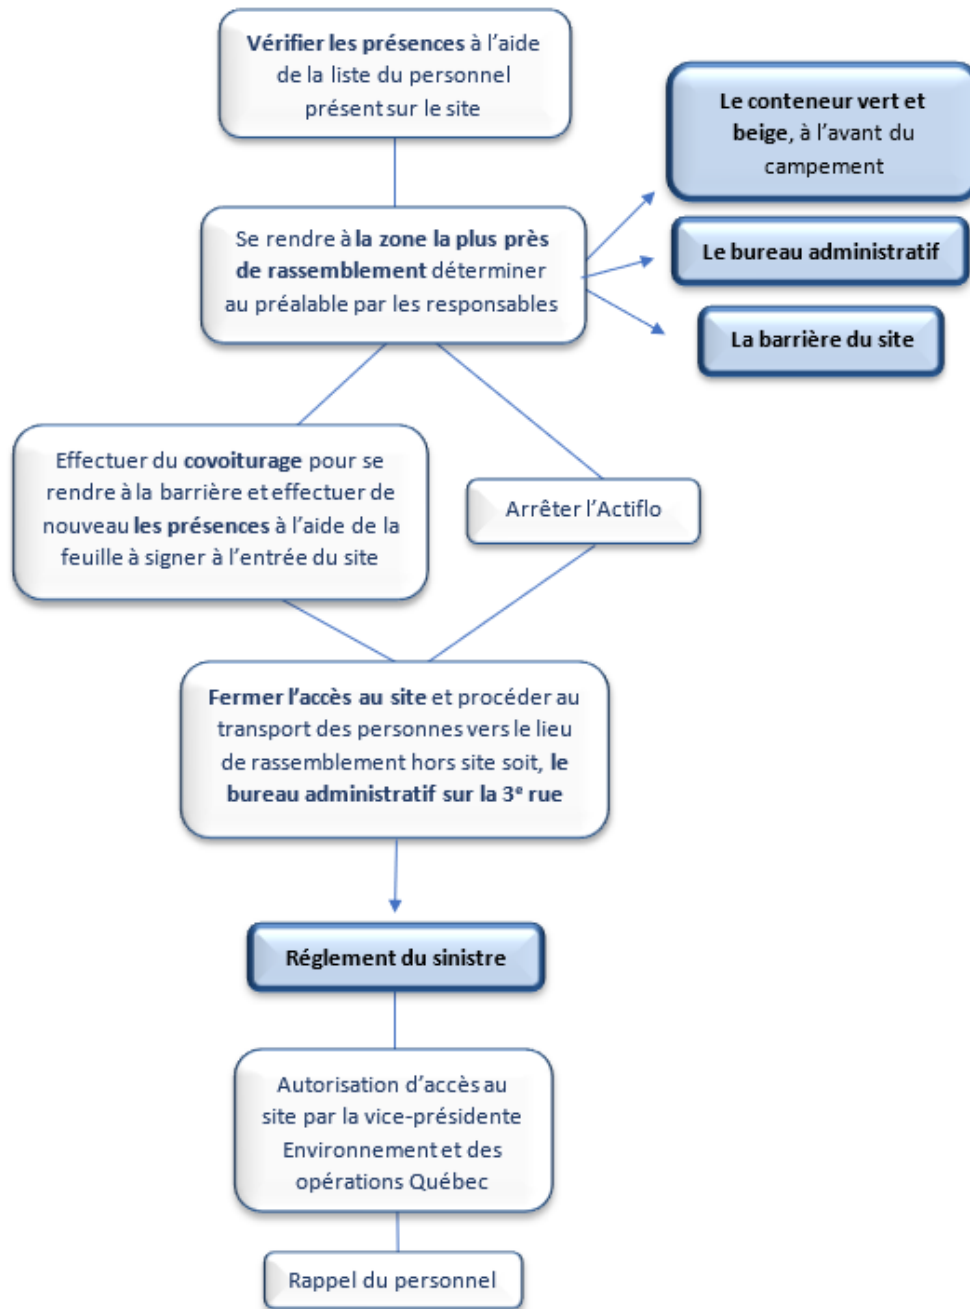 Vérifier les présences à l'aide
de la liste du personnel
présent sur le site
Le conteneur vert et
beige, à l'avant du
campement
Se rendre à la zone la plus près
de rassemblement déterminer
au préalable par les responsables
Le bureau administratif
La barrière du site
Effectuer du covoiturage pour se
rendre à la barrière et effectuer de
nouveau les présences à l'aide de la
feuille à signer à l'entrée du site
Arrêter l'Actiflo
Fermer l'accès au site et procéder au
transport des personnes vers le lieu
de rassemblement hors site soit, le
bureau administratif sur la 3e rue
Réglement du sinistre
Autorisation d'accès au
site par la vice-présidente
Environnement et des
opérations Québec
Rappel du personnel